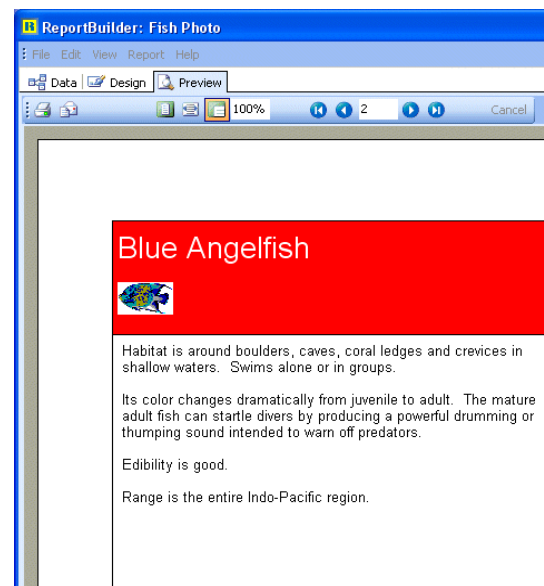 ReportBuilder: Fish Photo
File Edit View Report Help
Data Design Preview
100% 2 Cancel
Blue Angelfish
Habitat is around boulders, caves, coral ledges and crevices in
shallow waters. Swims alone or in groups.
Its color changes dramatically from juvenile to adult. The mature
adult fish can startle divers by producing a powerful drumming or
thumping sound intended to warn off predators.
Edibility is good.
Range is the entire Indo-Pacific region.